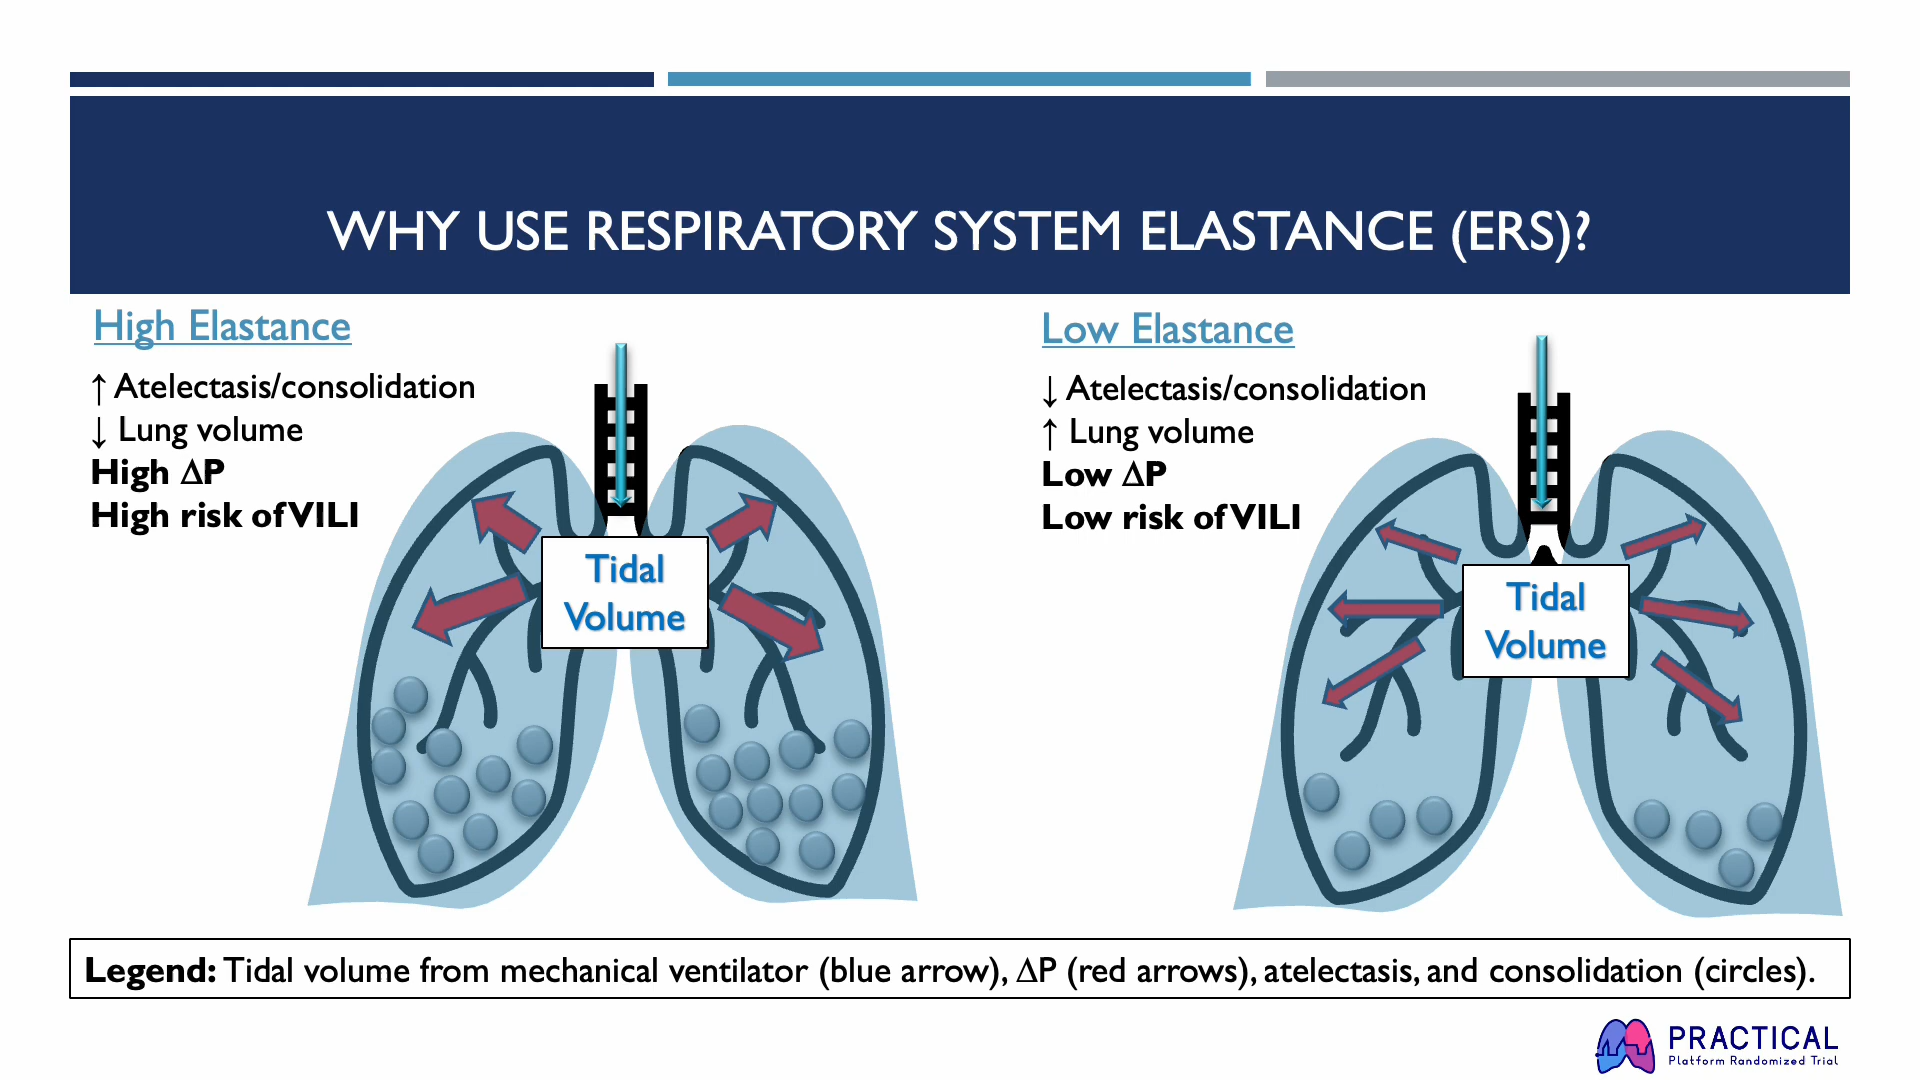 WHY USE RESPIRATORY SYSTEM ELASTANCE (ERS)?
High Elastance
↑ Atelectasis/consolidation
↓ Lung volume
High ΔP
High risk of VILI
Tidal
Volume
Low Elastance
↓ Atelectasis/consolidation
↑ Lung volume
Low ΔP
Low risk of VILI
Tidal
Volume
Legend: Tidal volume from mechanical ventilator (blue arrow), ΔP (red arrows), atelectasis, and consolidation (circles).
PRACTICAL
Platform Randomized Trial